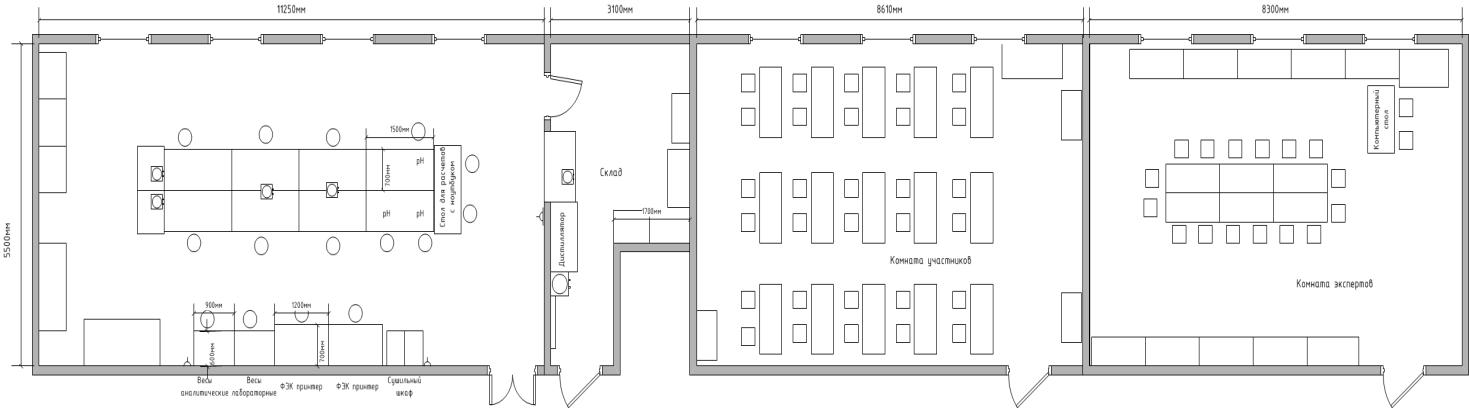 11250мм
3100мм
8610мм
8300мм
5500мм
1500мм
700мм
pH
pH
pH
Стол для расчетов
с ноутбуком
Склад
1700мм
Дистиллятор
Компьютерный
стол
Комната участников
Комната экспертов
900мм
600мм
1200мм
700мм
Весы
аналитические
Весы
лабораторные
ФЭК принтер
ФЭК принтер
Сушильный
шкаф